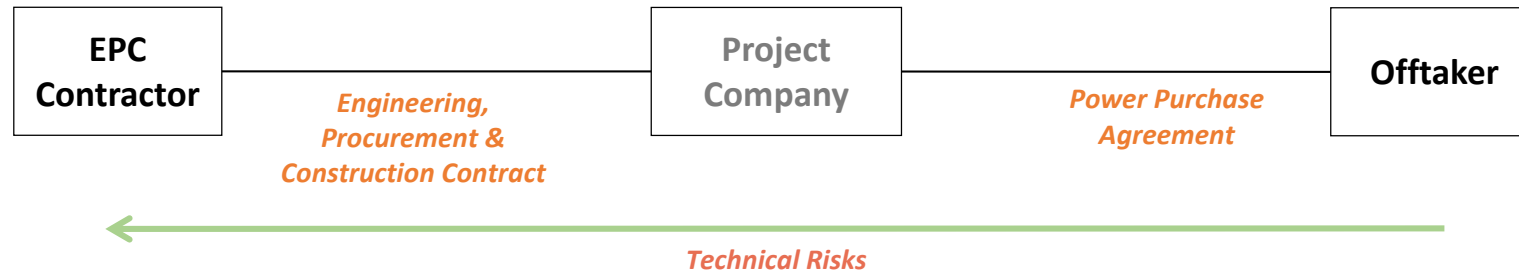 EPC
Contractor
Engineering,
Procurement &
Construction Contract
Project
Company
Power Purchase
Agreement
Offtaker
Technical Risks